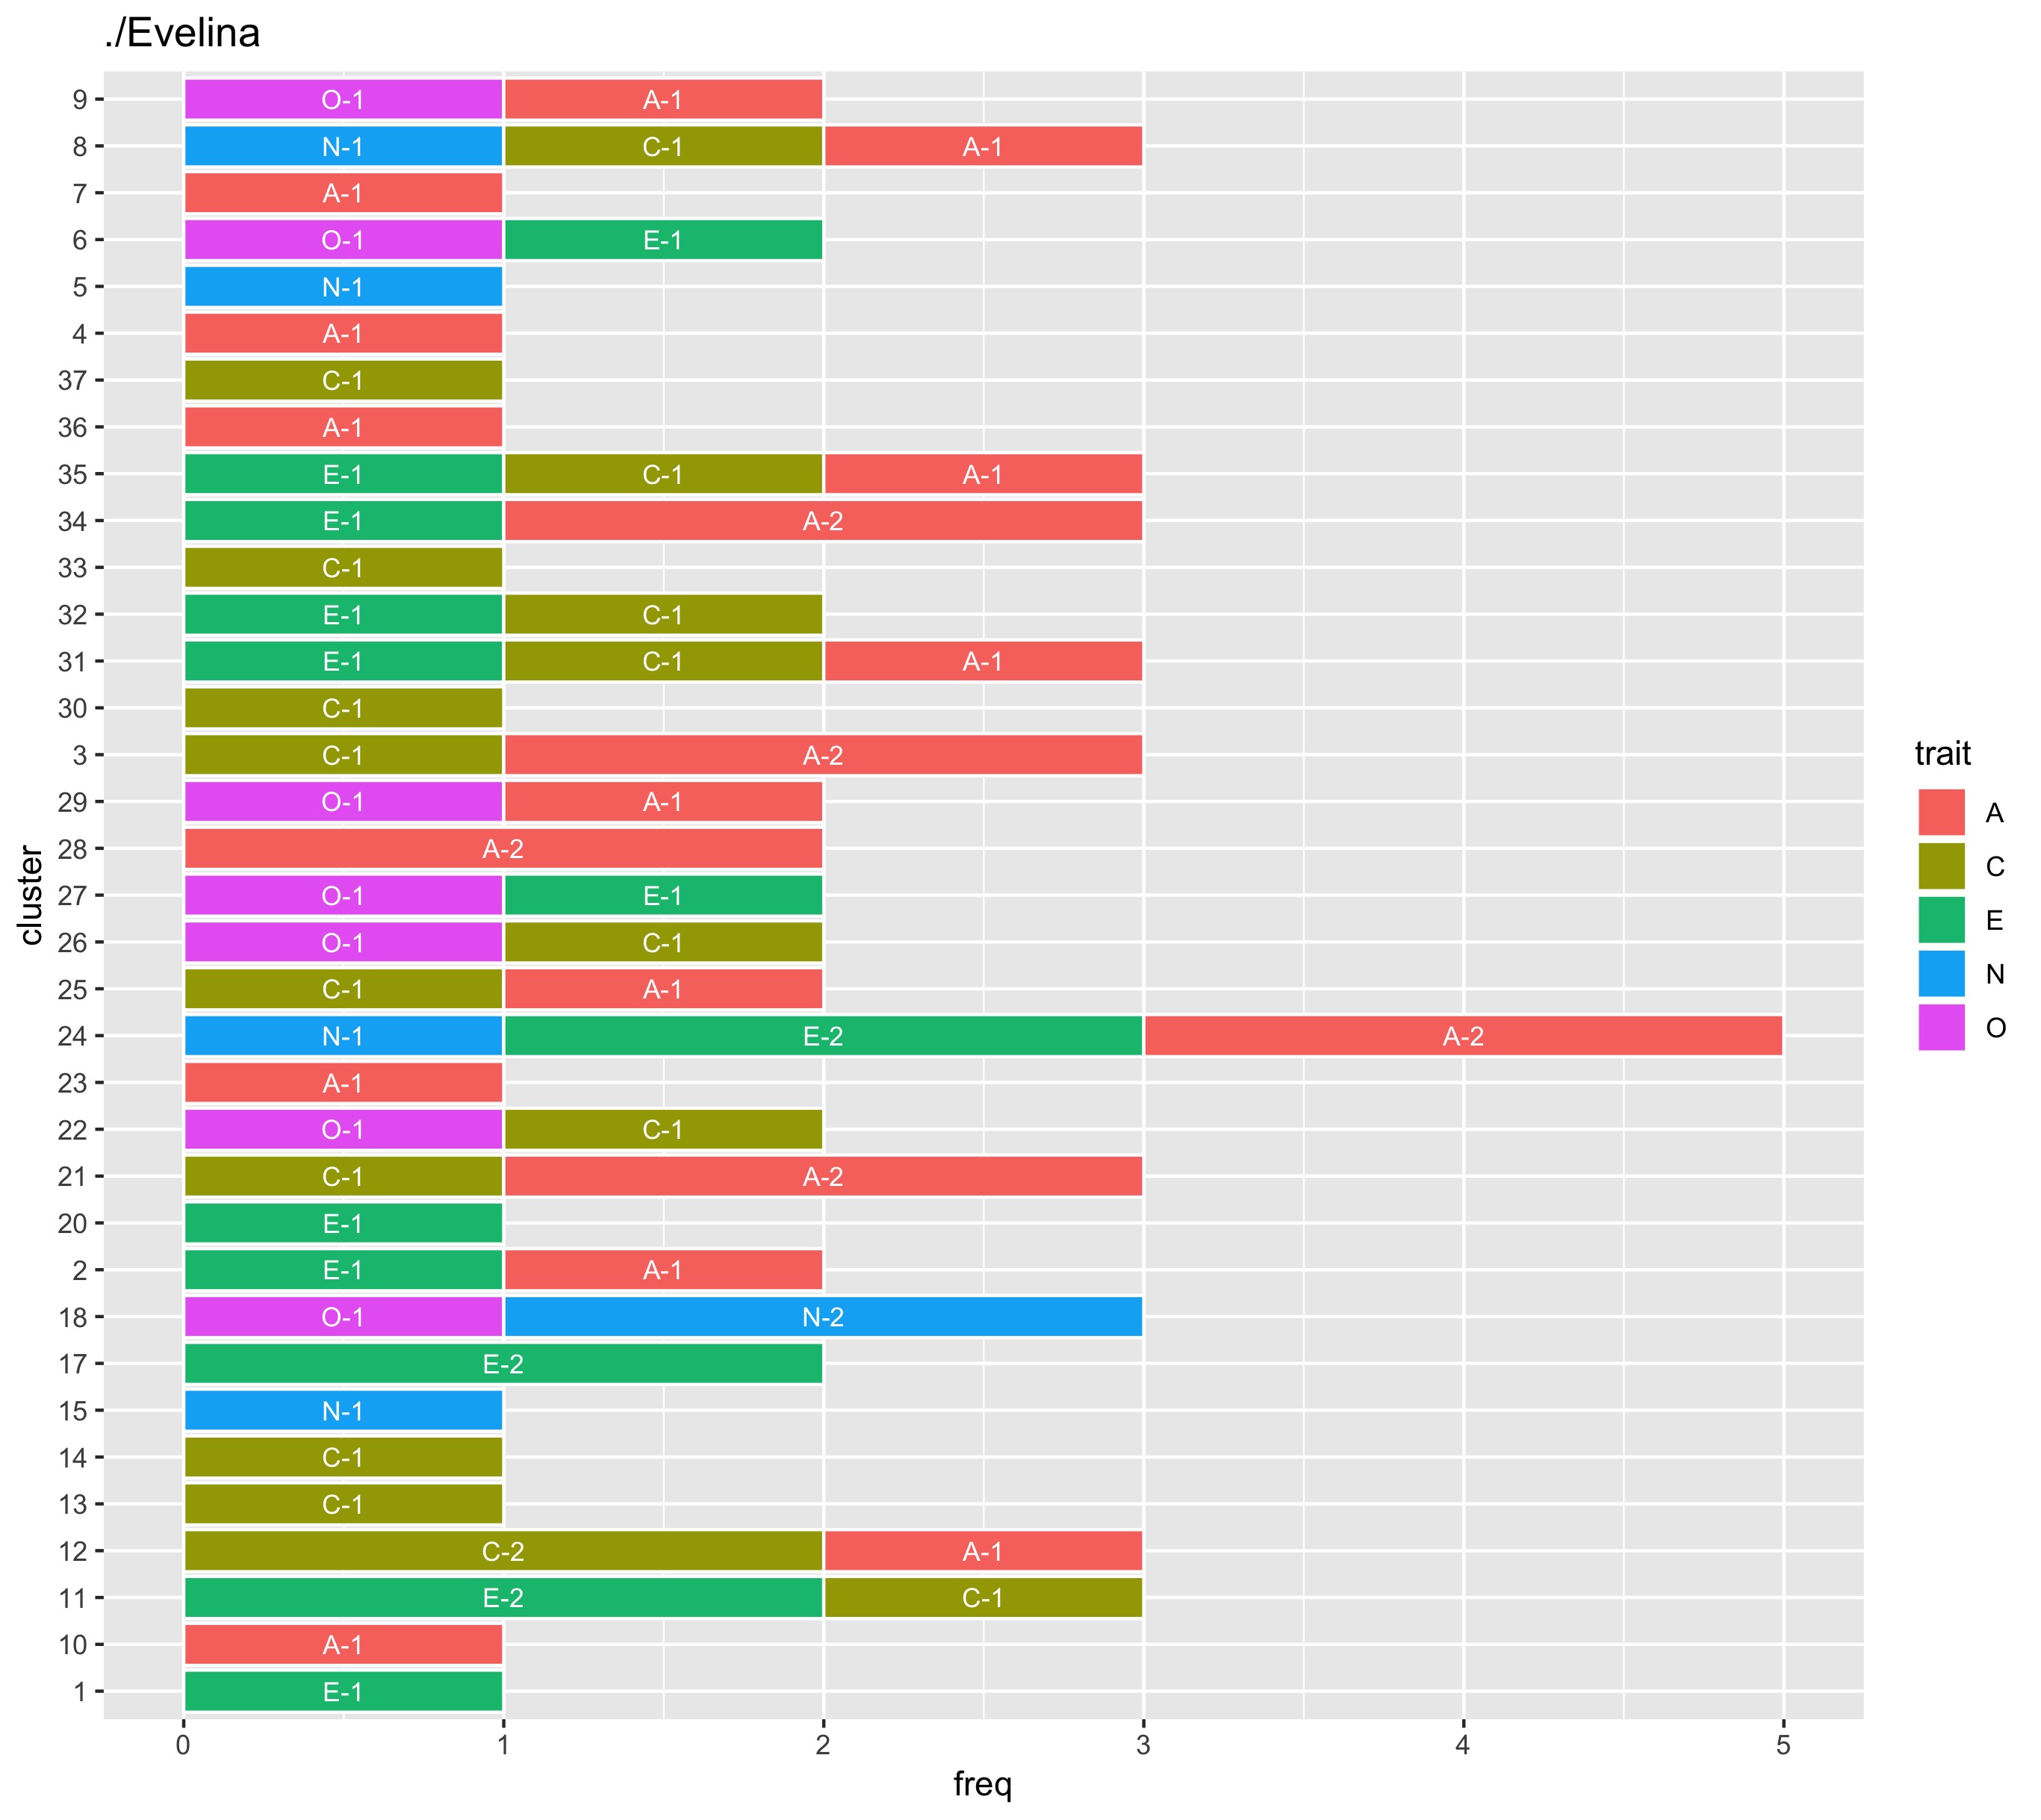 ./Evelina
9 O-1 A-1
8 N-1 C-1 A-1
7 A-1
6 O-1 E-1
5 N-1
4 A-1
37 C-1
36 A-1
35 E-1 C-1 A-1
34 E-1 A-2
33 C-1
32 E-1 C-1
31 E-1 C-1 A-1
30 C-1
3 C-1 A-2
29 O-1 A-1
28 A-2
27 O-1 E-1
26 O-1 C-1
25 C-1 A-1
24 N-1 E-2 A-2
23 A-1
22 O-1 C-1
21 C-1 A-2
20 E-1
2 E-1 A-1
18 O-1 N-2
17 E-2
15 N-1
14 C-1
13 C-1
12 C-2 A-1
11 E-2 C-1
10 A-1
1 E-1
0 1 2 3 4 5
freq
cluster
trait
A
C
E
N
O